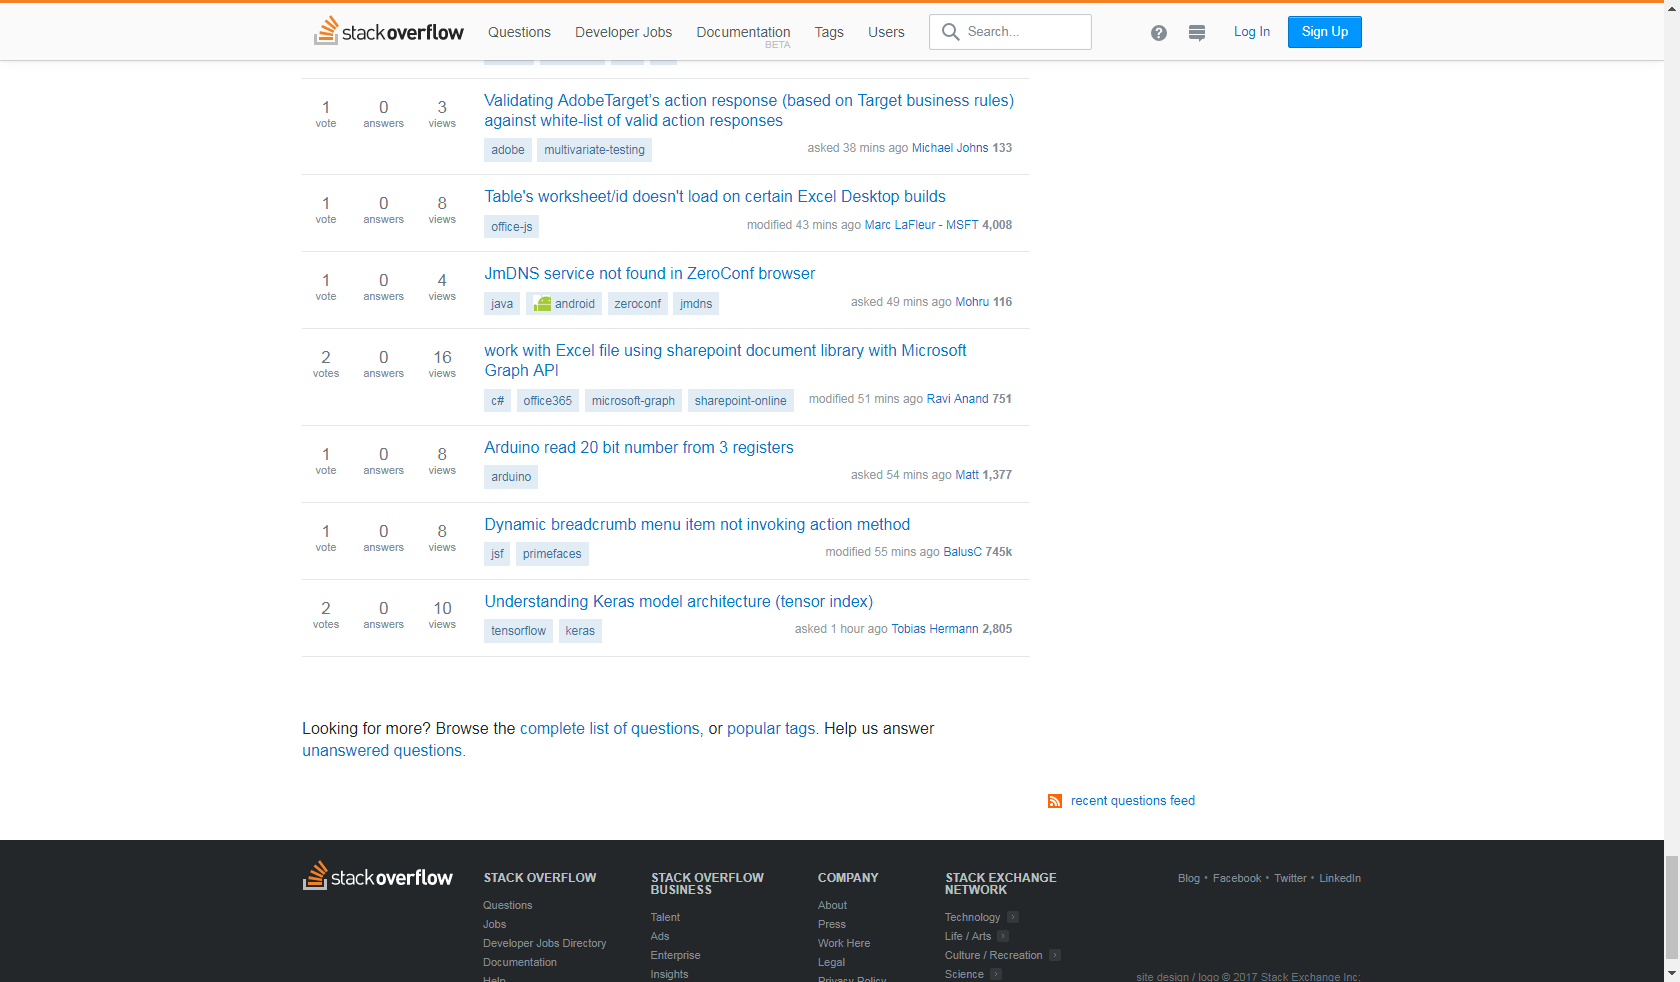 stackoverflow Questions Developer Jobs Documentation Tags Users Search... ? Log In Sign Up
BETA
1 0 3 Validating AdobeTarget's action response (based on Target business rules)
vote answers views against white-list of valid action responses
adobe multivariate-testing asked 38 mins ago Michael Johns 133
1 0 8 Table's worksheet/id doesn't load on certain Excel Desktop builds
vote answers views
office-js modified 43 mins ago Marc LaFleur - MSFT 4,008
1 0 4 JmDNS service not found in ZeroConf browser
vote answers views
java android zeroconf jmdns asked 49 mins ago Mohru 116
2 0 16 work with Excel file using sharepoint document library with Microsoft
votes answers views Graph API
c# office365 microsoft-graph sharepoint-online modified 51 mins ago Ravi Anand 751
1 0 8 Arduino read 20 bit number from 3 registers
vote answers views
arduino asked 54 mins ago Matt 1,377
1 0 8 Dynamic breadcrumb menu item not invoking action method
vote answers views
jsf primefaces modified 55 mins ago BalusC 745k
2 0 10 Understanding Keras model architecture (tensor index)
votes answers views
tensorflow keras asked 1 hour ago Tobias Hermann 2,805
Looking for more? Browse the complete list of questions, or popular tags. Help us answer
unanswered questions.
recent questions feed
stackoverflow STACK OVERFLOW STACK OVERFLOW BUSINESS COMPANY STACK EXCHANGE NETWORK Blog • Facebook • Twitter • LinkedIn
Questions Talent About Technology
Jobs Ads Press Life / Arts
Developer Jobs Directory Enterprise Work Here Culture / Recreation
Documentation Insights Legal Science
Help Privacy Policy site design / logo © 2017 Stack Exchange Inc;